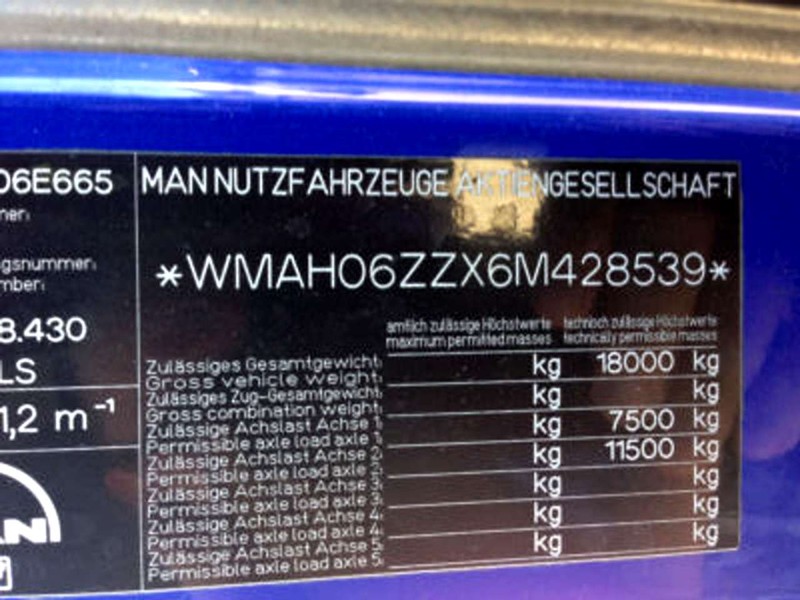 06E665
MAN NUTZFAHRZEUGE AKTIENGESELLSCHAFT
*WMAH06ZZX6M428539*
8.430
LS
1,2 m⁻¹
amtlich zulässige Höchstwerte technisch zulässige Höchstwerte
maximum permitted masses technically permissible masses
Zulässiges Gesamtgewicht: kg 18000 kg
Gross vehicle weight:
Zulässiges Zug-Gesamtgewicht: kg kg
Gross combination weight:
Zulässige Achslast Achse 1: kg 7500 kg
Permissible axle load axle 1:
Zulässige Achslast Achse 2: kg 11500 kg
Permissible axle load axle 2:
Zulässige Achslast Achse 3: kg kg
Permissible axle load axle 3:
Zulässige Achslast Achse 4: kg kg
Permissible axle load axle 4:
Zulässige Achslast Achse 5: kg kg
Permissible axle load axle 5: